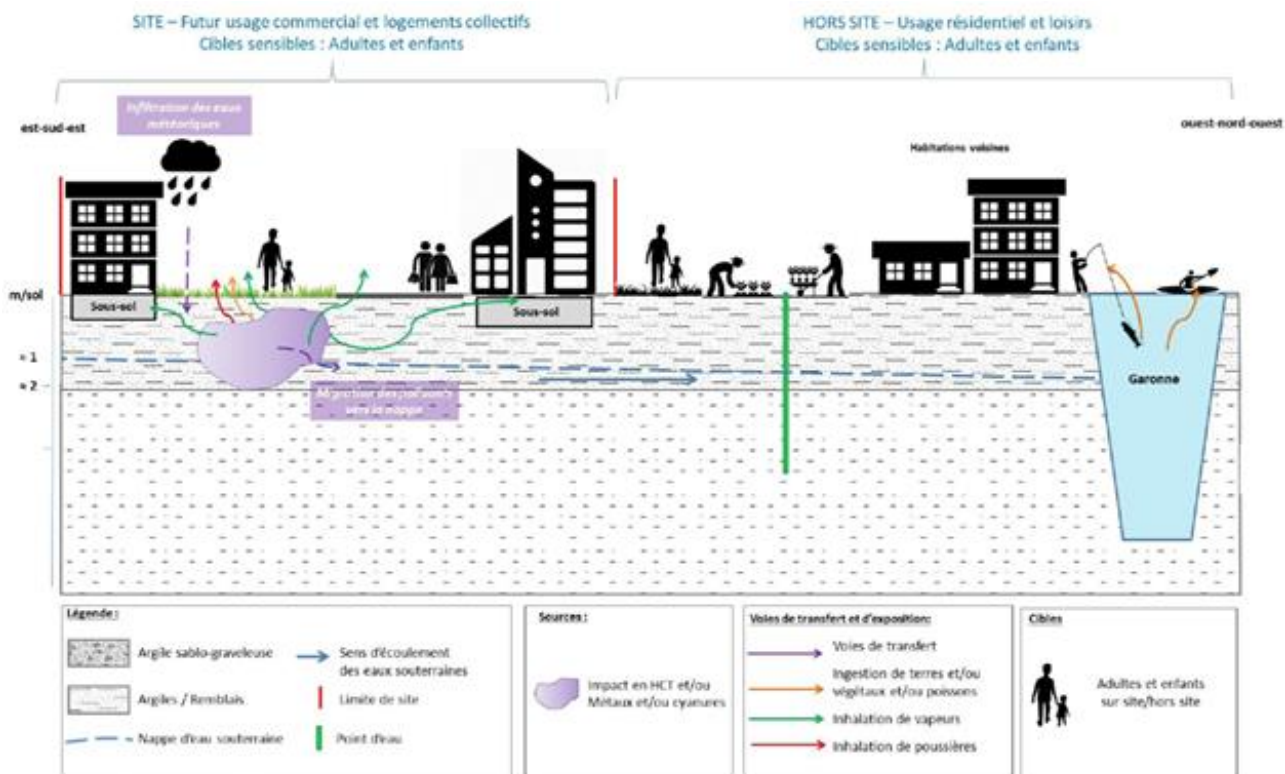 SITE – Futur usage commercial et logements collectifs
Cibles sensibles : Adultes et enfants
HORS SITE – Usage résidentiel et loisirs
Cibles sensibles : Adultes et enfants
Infiltration des eaux
météoriques
est-sud-est
ouest-nord-ouest
Habitations voisines
m/sol
Sous-sol
Sous-sol
≈ 1
≈ 2
Migration des polluants
vers la nappe
Garonne
Légende :
Argile sablo-graveleuse
Argiles / Remblais
Nappe d'eau souterraine
Sens d'écoulement
des eaux souterraines
Limite de site
Point d'eau
Sources :
Impact en HCT et/ou
Métaux et/ou cyanures
Voies de transfert et d'exposition:
Voies de transfert
Ingestion de terres et/ou
végétaux et/ou poissons
Inhalation de vapeurs
Inhalation de poussières
Cibles
Adultes et enfants
sur site/hors site